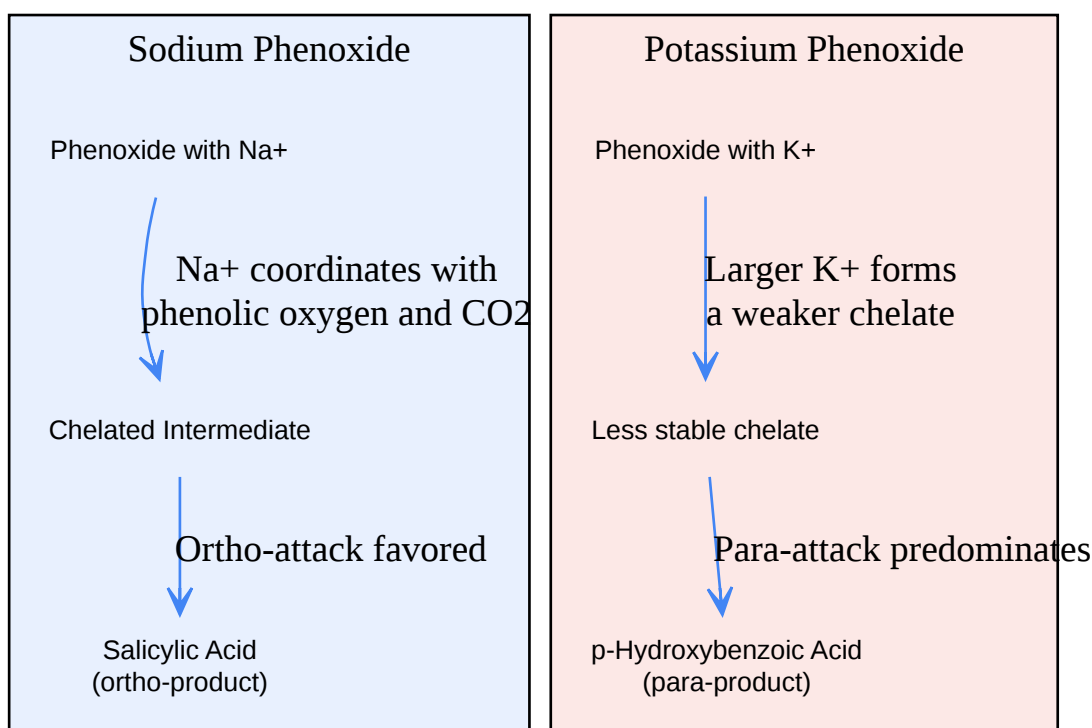 Sodium Phenoxide
Phenoxide with Na+
Na+ coordinates with
phenolic oxygen and CO2
Chelated Intermediate
Ortho-attack favored
Salicylic Acid
(ortho-product)
Potassium Phenoxide
Phenoxide with K+
Larger K+ forms
a weaker chelate
Less stable chelate
Para-attack predominates
p-Hydroxybenzoic Acid
(para-product)